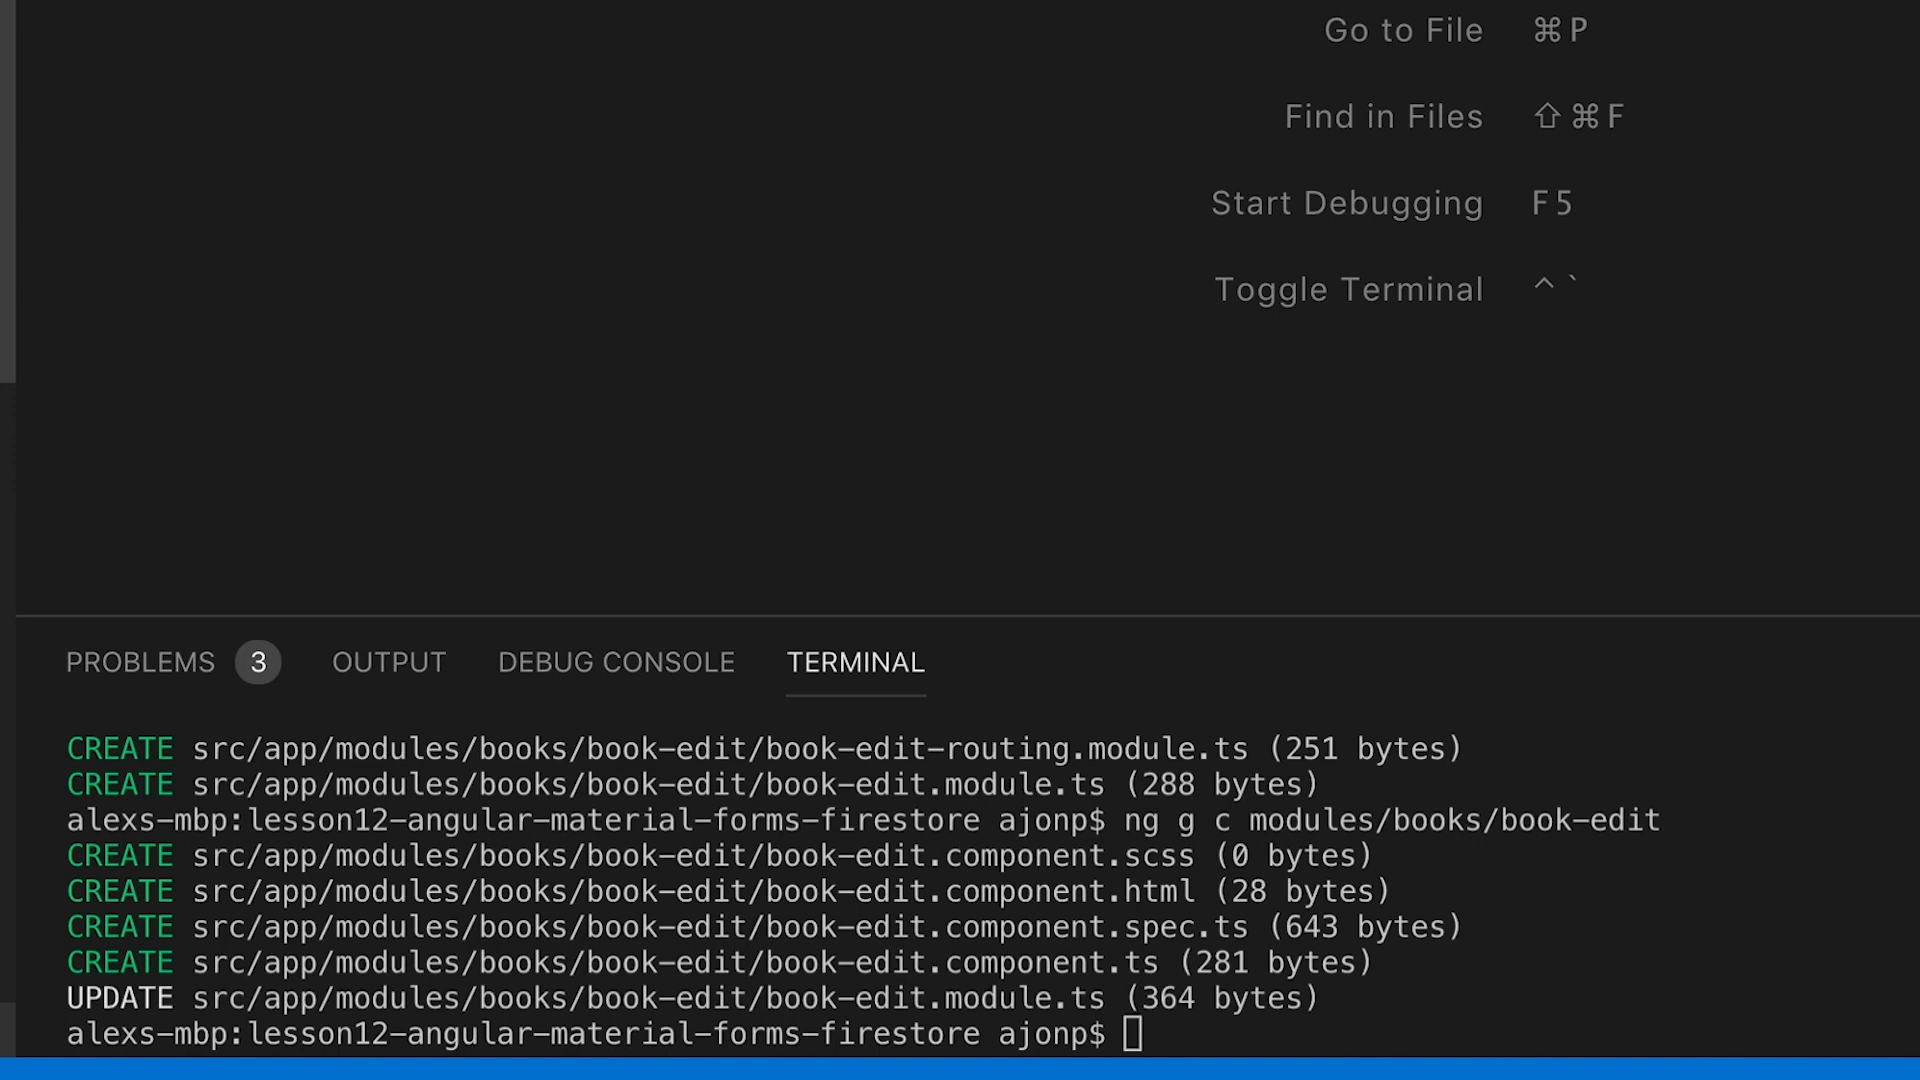 Go to File ⌘ P
Find in Files ⇧ ⌘ F
Start Debugging F5
Toggle Terminal ^ `
PROBLEMS 3 OUTPUT DEBUG CONSOLE TERMINAL
CREATE src/app/modules/books/book-edit/book-edit-routing.module.ts (251 bytes)
CREATE src/app/modules/books/book-edit/book-edit.module.ts (288 bytes)
alexs-mbp:lesson12-angular-material-forms-firestore ajonp$ ng g c modules/books/book-edit
CREATE src/app/modules/books/book-edit/book-edit.component.scss (0 bytes)
CREATE src/app/modules/books/book-edit/book-edit.component.html (28 bytes)
CREATE src/app/modules/books/book-edit/book-edit.component.spec.ts (643 bytes)
CREATE src/app/modules/books/book-edit/book-edit.component.ts (281 bytes)
UPDATE src/app/modules/books/book-edit/book-edit.module.ts (364 bytes)
alexs-mbp:lesson12-angular-material-forms-firestore ajonp$